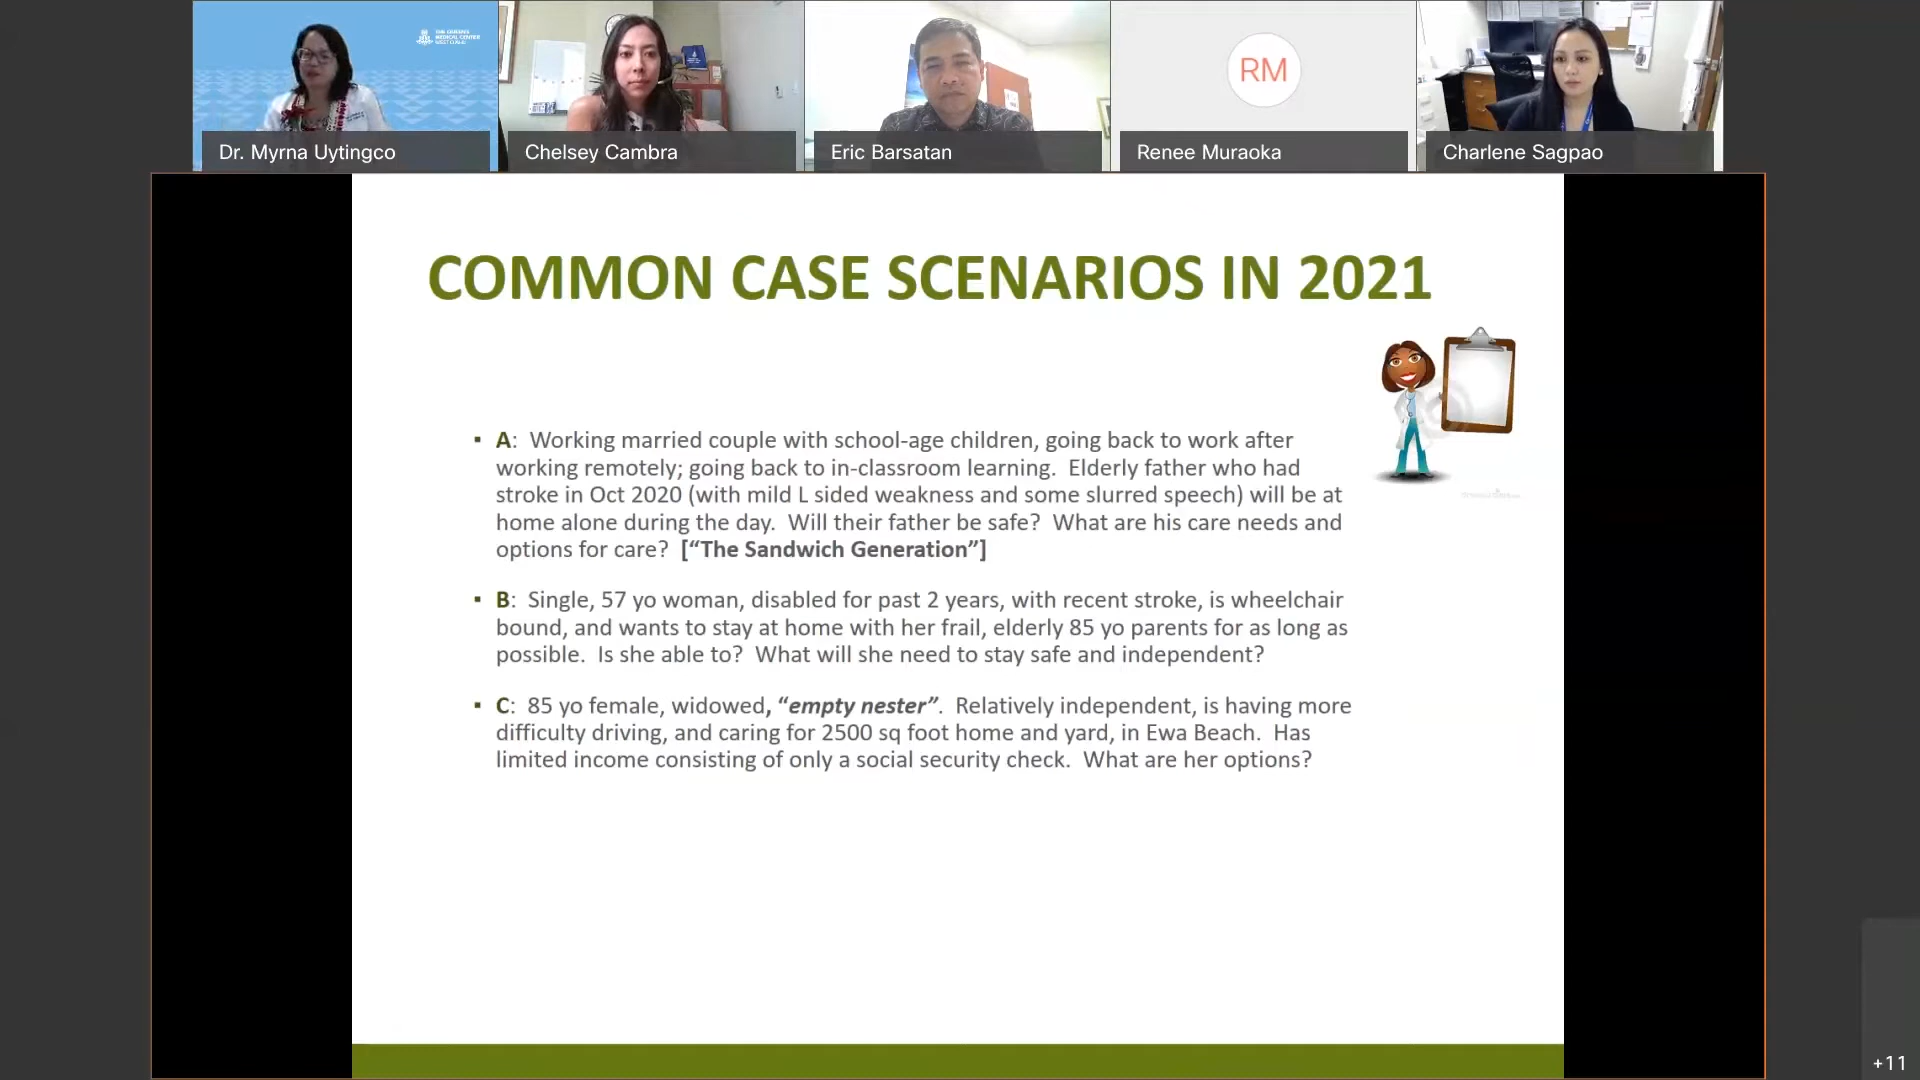 THE QUEEN'S
MEDICAL CENTER
WEST OAHU
Dr. Myrna Uytingco
Chelsey Cambra
Eric Barsatan
RM
Renee Muraoka
Charlene Sagpao
COMMON CASE SCENARIOS IN 2021
▪ A:  Working married couple with school-age children, going back to work after
working remotely; going back to in-classroom learning.  Elderly father who had
stroke in Oct 2020 (with mild L sided weakness and some slurred speech) will be at
home alone during the day.  Will their father be safe?  What are his care needs and
options for care?  [“The Sandwich Generation”]
▪ B:  Single, 57 yo woman, disabled for past 2 years, with recent stroke, is wheelchair
bound, and wants to stay at home with her frail, elderly 85 yo parents for as long as
possible.  Is she able to?  What will she need to stay safe and independent?
▪ C:  85 yo female, widowed, “empty nester”.  Relatively independent, is having more
difficulty driving, and caring for 2500 sq foot home and yard, in Ewa Beach.  Has
limited income consisting of only a social security check.  What are her options?
+11